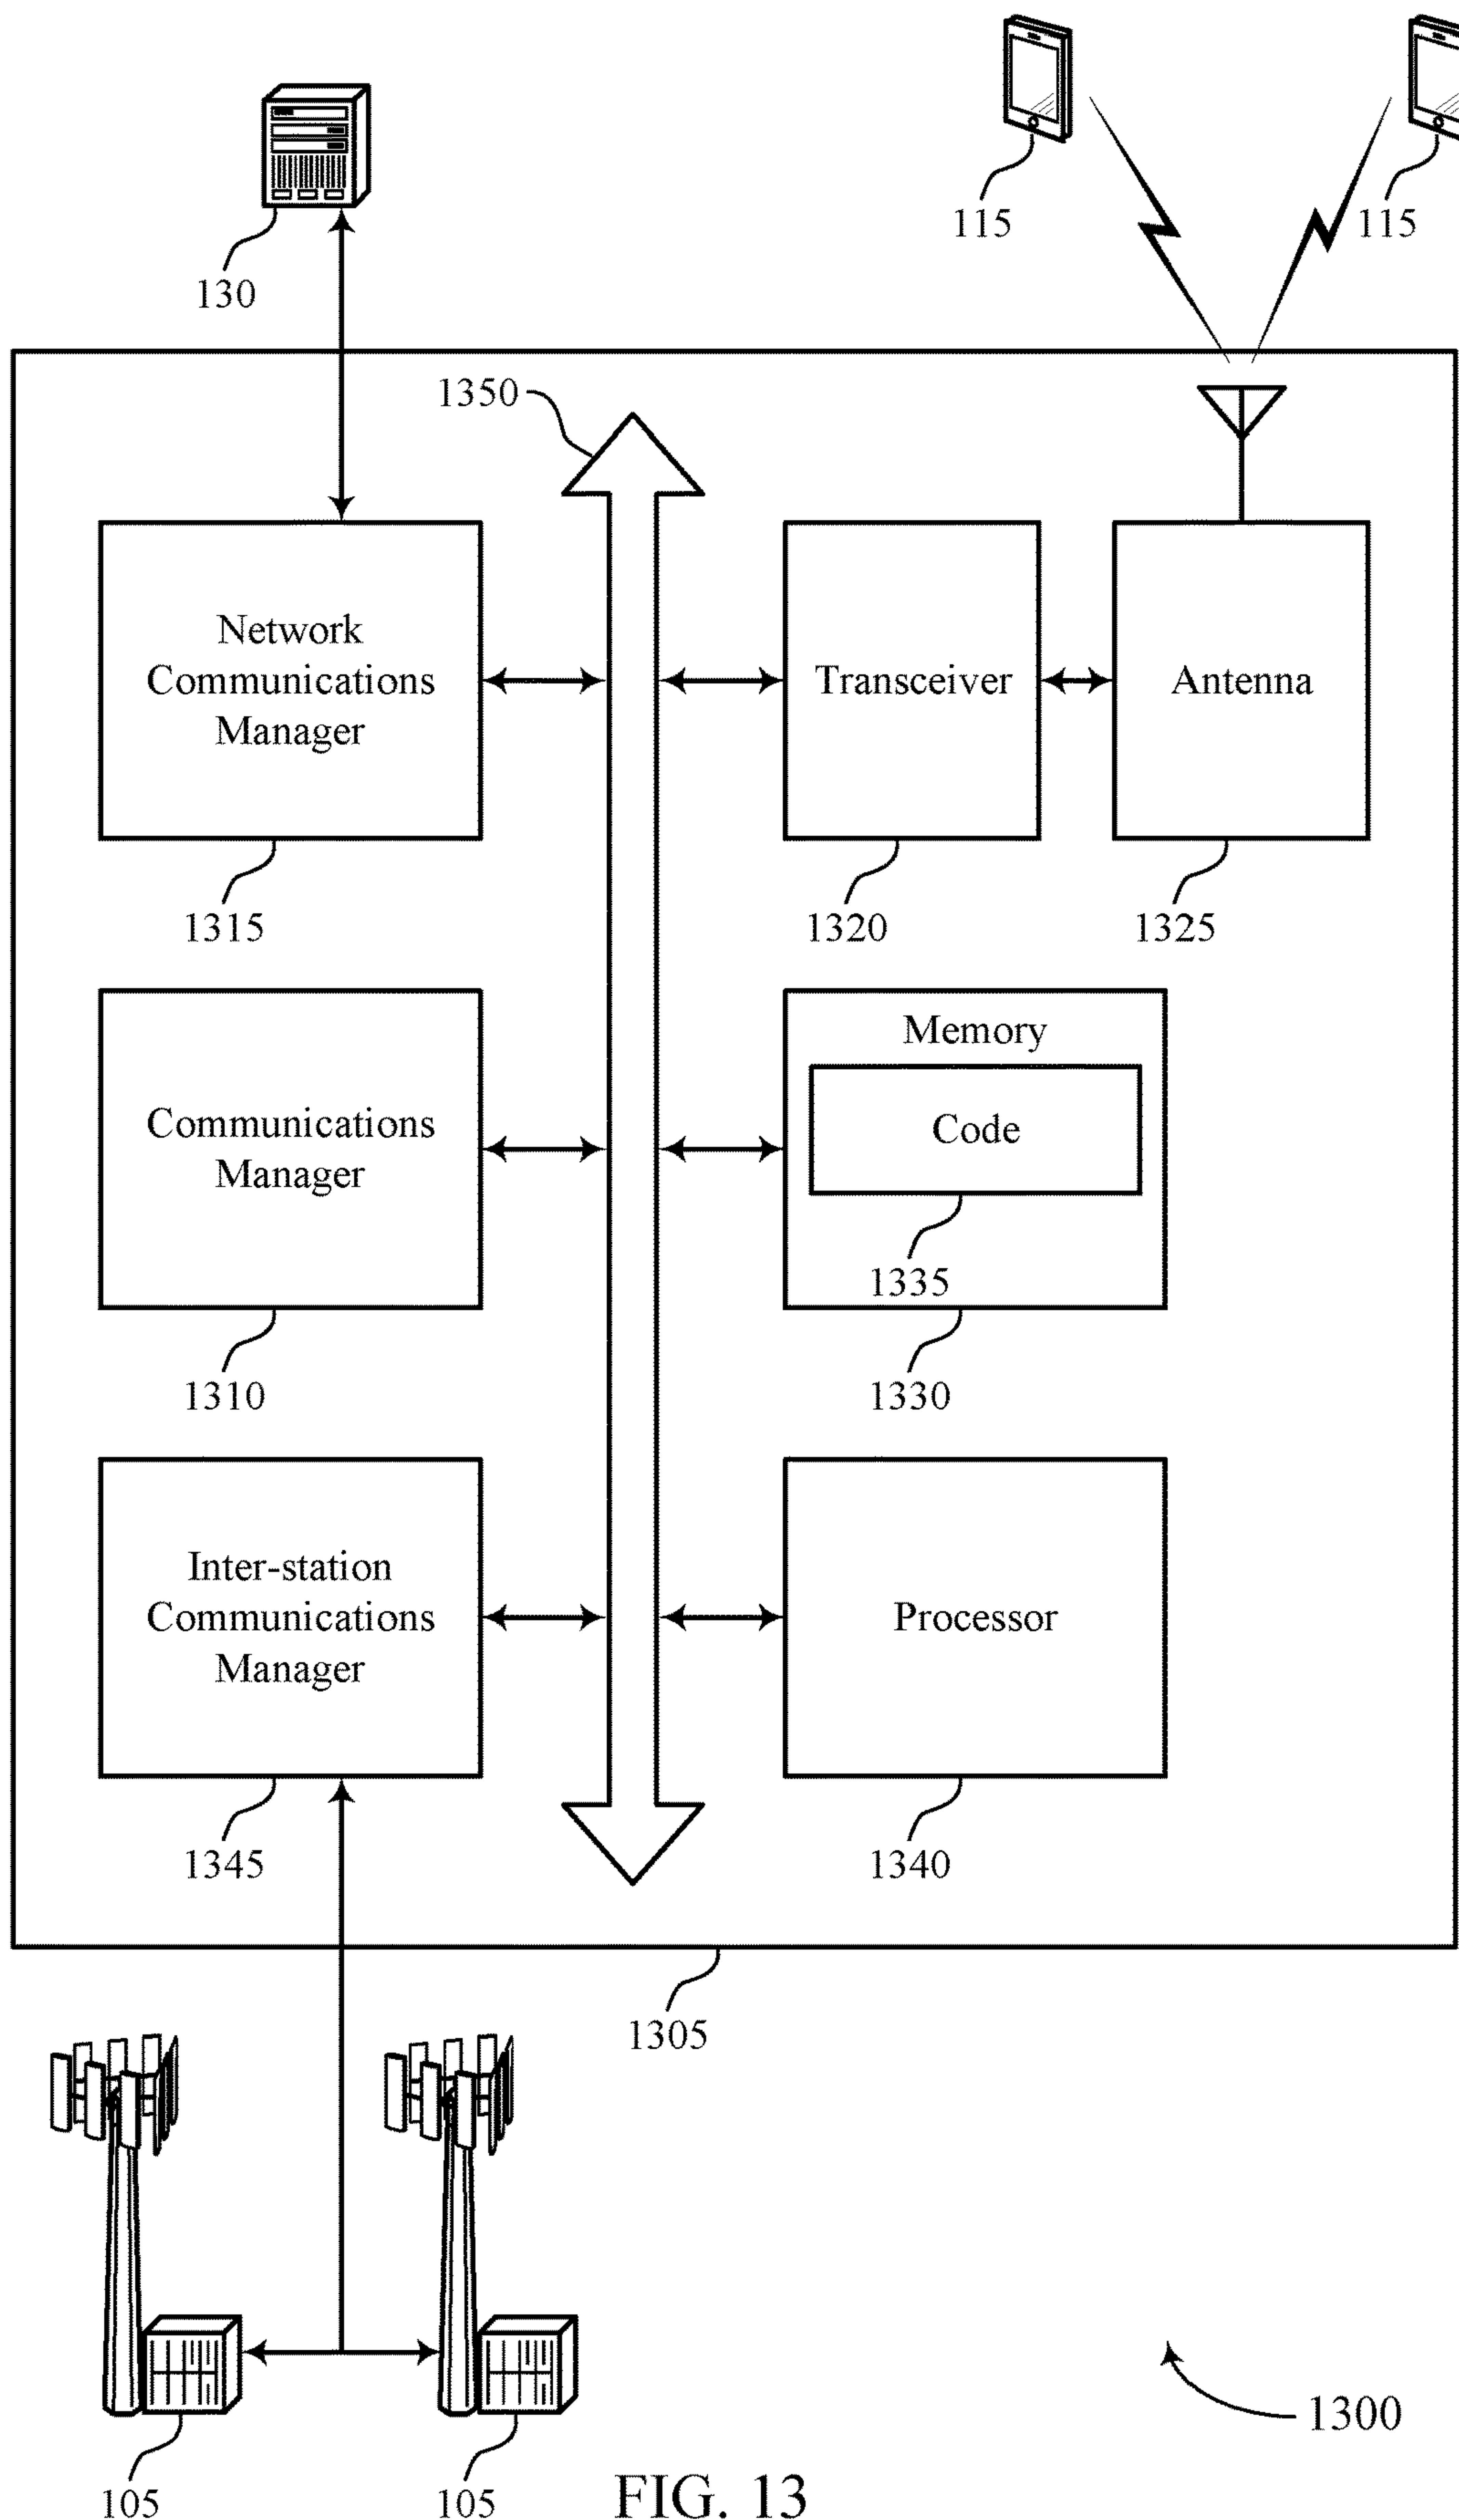 115
115
130
1350
Network
Communications
Manager
Transceiver
Antenna
1315
1320
1325
Communications
Manager
Memory
Code
1335
1310
1330
Inter-station
Communications
Manager
Processor
1345
1340
1305
1300
105
105
FIG. 13